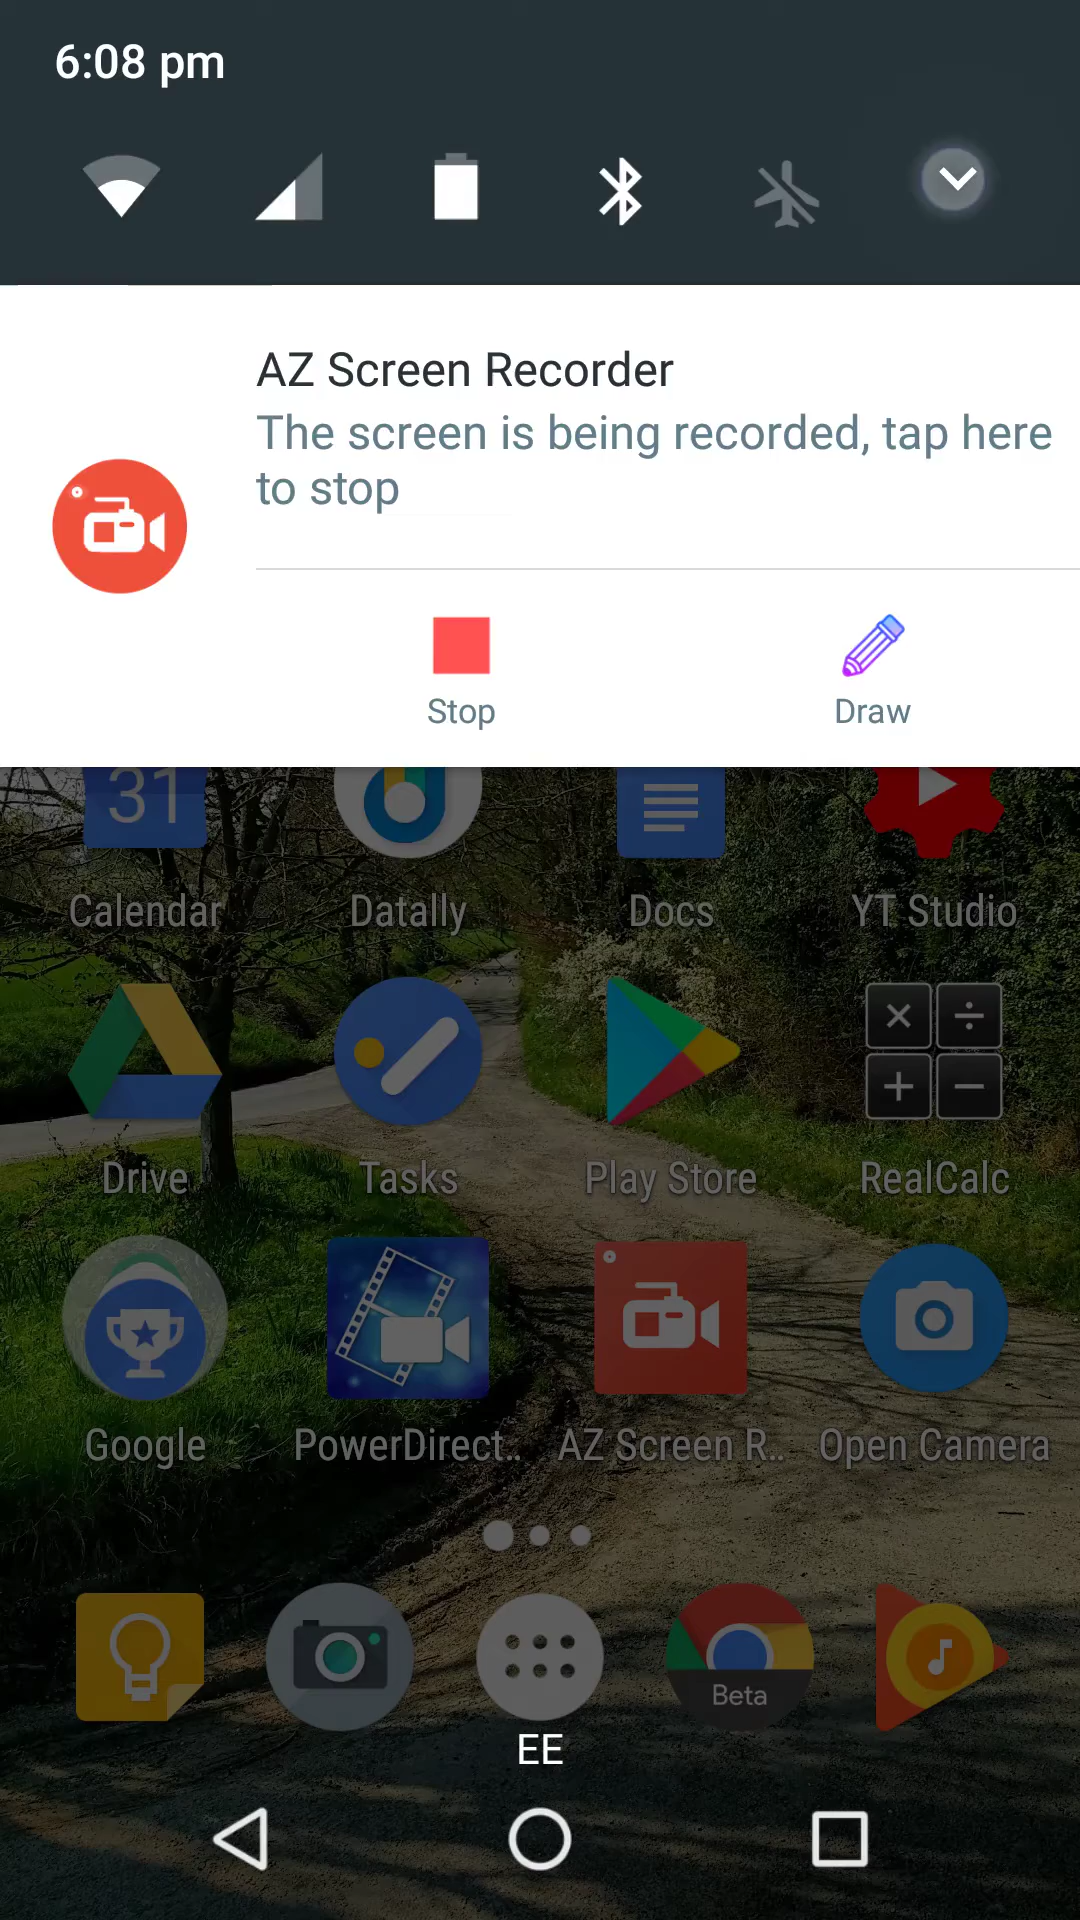 6:08 pm
AZ Screen Recorder
The screen is being recorded, tap here
to stop
Stop
Draw
31
Calendar
Datally
Docs
YT Studio
Drive
Tasks
Play Store
RealCalc
Google
PowerDirect..
AZ Screen R..
Open Camera
Beta
EE